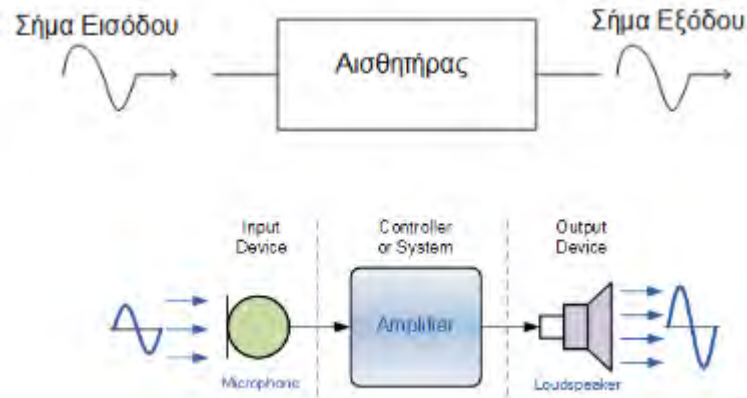 Σήμα Εισόδου
Αισθητήρας
Σήμα Εξόδου
Input
Device
Controller
or System
Output
Device
Amplifier
Microphone
Loudspeaker